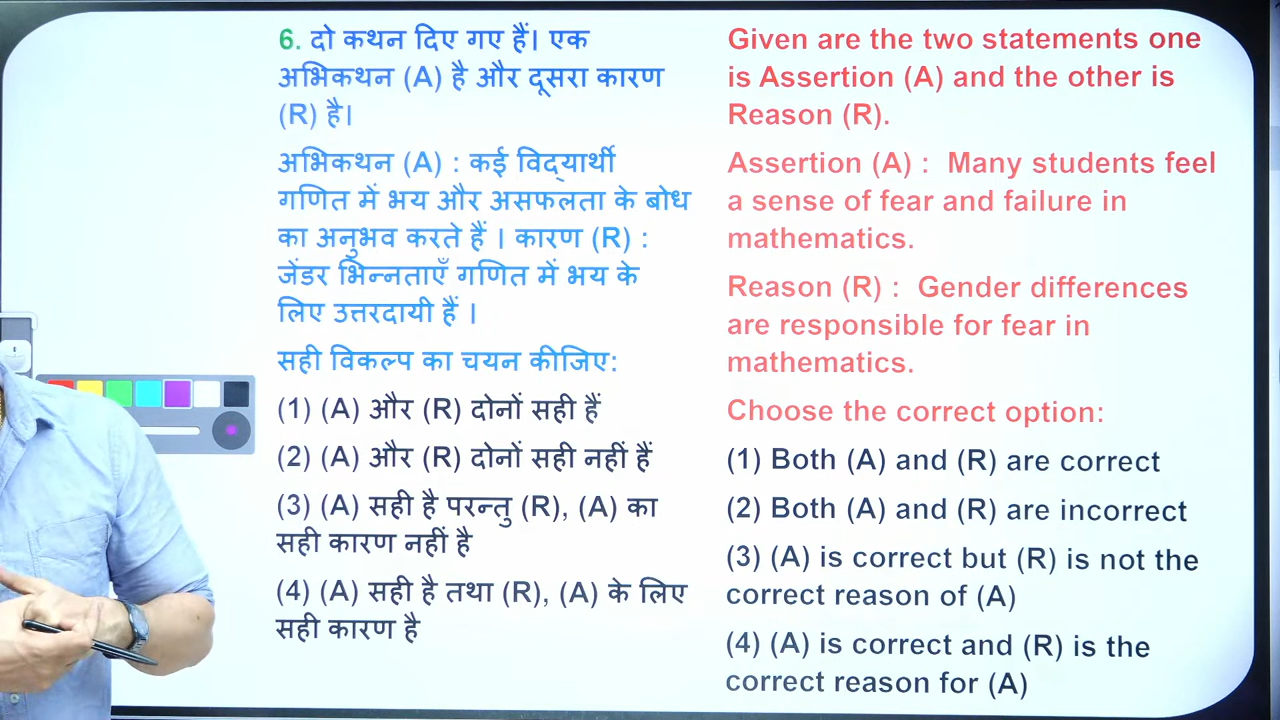 6. दो कथन दिए गए हैं। एक
अभिकथन (A) है और दूसरा कारण
(R) है।
अभिकथन (A) : कई विद्यार्थी
गणित में भय और असफलता के बोध
का अनुभव करते हैं । कारण (R) :
जेंडर भिन्नताएँ गणित में भय के
लिए उत्तरदायी हैं ।
सही विकल्प का चयन कीजिए:
(1) (A) और (R) दोनों सही हैं
(2) (A) और (R) दोनों सही नहीं हैं
(3) (A) सही है परन्तु (R), (A) का
सही कारण नहीं है
(4) (A) सही है तथा (R), (A) के लिए
सही कारण है
Given are the two statements one
is Assertion (A) and the other is
Reason (R).
Assertion (A) : Many students feel
a sense of fear and failure in
mathematics.
Reason (R) : Gender differences
are responsible for fear in
mathematics.
Choose the correct option:
(1) Both (A) and (R) are correct
(2) Both (A) and (R) are incorrect
(3) (A) is correct but (R) is not the
correct reason of (A)
(4) (A) is correct and (R) is the
correct reason for (A)